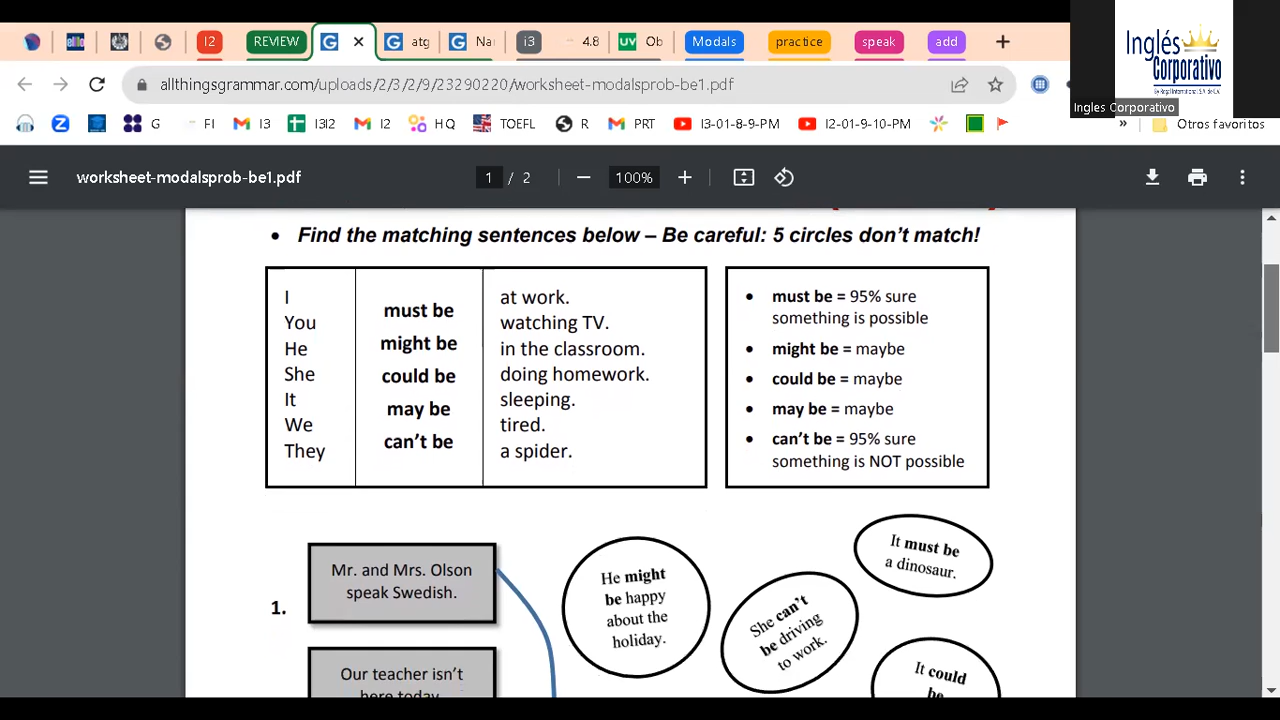 I2
REVIEW
atg
Na
i3
4.8
UV
Ob
Modals
practice
speak
add
Inglés
Corporativo
Ingles Corporativo
allthingsgrammar.com/uploads/2/3/2/9/23290220/worksheet-modalsprob-be1.pdf
G
FI
I3
I3I2
I2
HQ
TOEFL
R
PRT
I3-01-8-9-PM
I2-01-9-10-PM
»
Otros favoritos
worksheet-modalsprob-be1.pdf
1 / 2
100%
• Find the matching sentences below – Be careful: 5 circles don't match!
I
You
He
She
It
We
They
must be
might be
could be
may be
can't be
at work.
watching TV.
in the classroom.
doing homework.
sleeping.
tired.
a spider.
• must be = 95% sure
something is possible
• might be = maybe
• could be = maybe
• may be = maybe
• can't be = 95% sure
something is NOT possible
1.
Mr. and Mrs. Olson
speak Swedish.
Our teacher isn't
here today
He might
be happy
about the
holiday.
She can't
be driving
to work.
It must be
a dinosaur.
It could
be